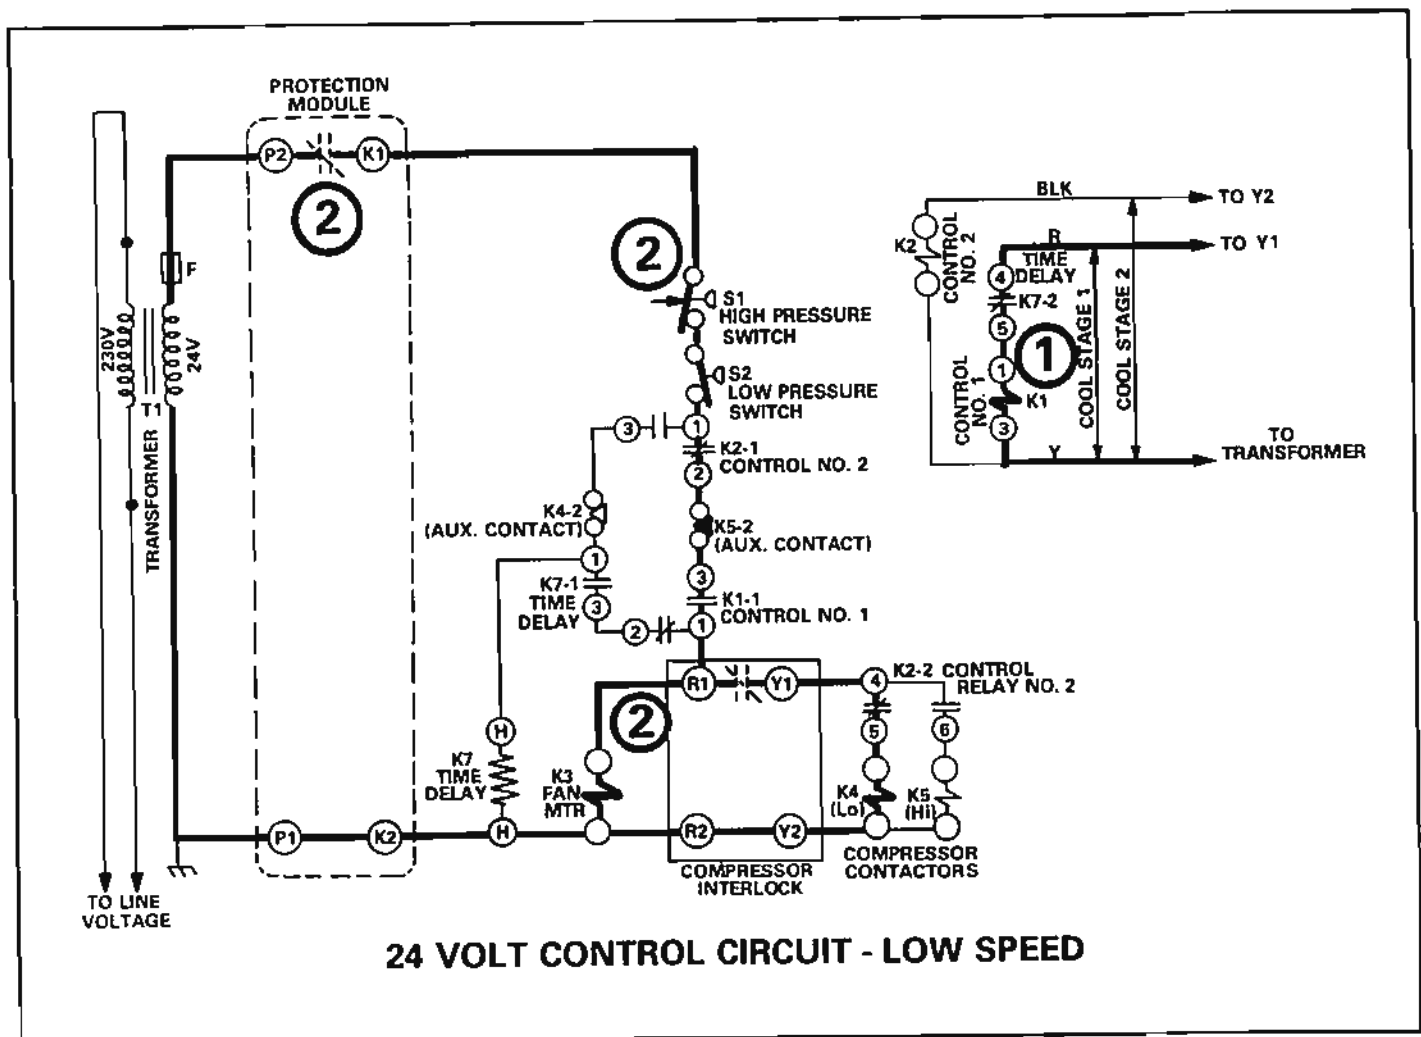 PROTECTION
MODULE
P2
K1
2
2
F
230V
24V
T1
TRANSFORMER
S1
HIGH PRESSURE
SWITCH
S2
LOW PRESSURE
SWITCH
3
1
K2-1
CONTROL NO. 2
2
K4-2
(AUX. CONTACT)
K5-2
(AUX. CONTACT)
1
K7-1
TIME
DELAY
3
3
K1-1
CONTROL NO. 1
2
1
R1
Y1
2
4
K2-2 CONTROL
RELAY NO. 2
5
6
H
K7
TIME
DELAY
K3
FAN
MTR
K4
(Lo)
K5
(Hi)
P1
K2
H
R2
Y2
COMPRESSOR
INTERLOCK
COMPRESSOR
CONTACTORS
TO LINE
VOLTAGE
BLK
TO Y2
K2
CONTROL
NO. 2
R
TO Y1
TIME
DELAY
4
K7-2
5
1
1
CONTROL
NO. 1
K1
3
COOL STAGE 1
COOL STAGE 2
Y
TO
TRANSFORMER
24 VOLT CONTROL CIRCUIT - LOW SPEED